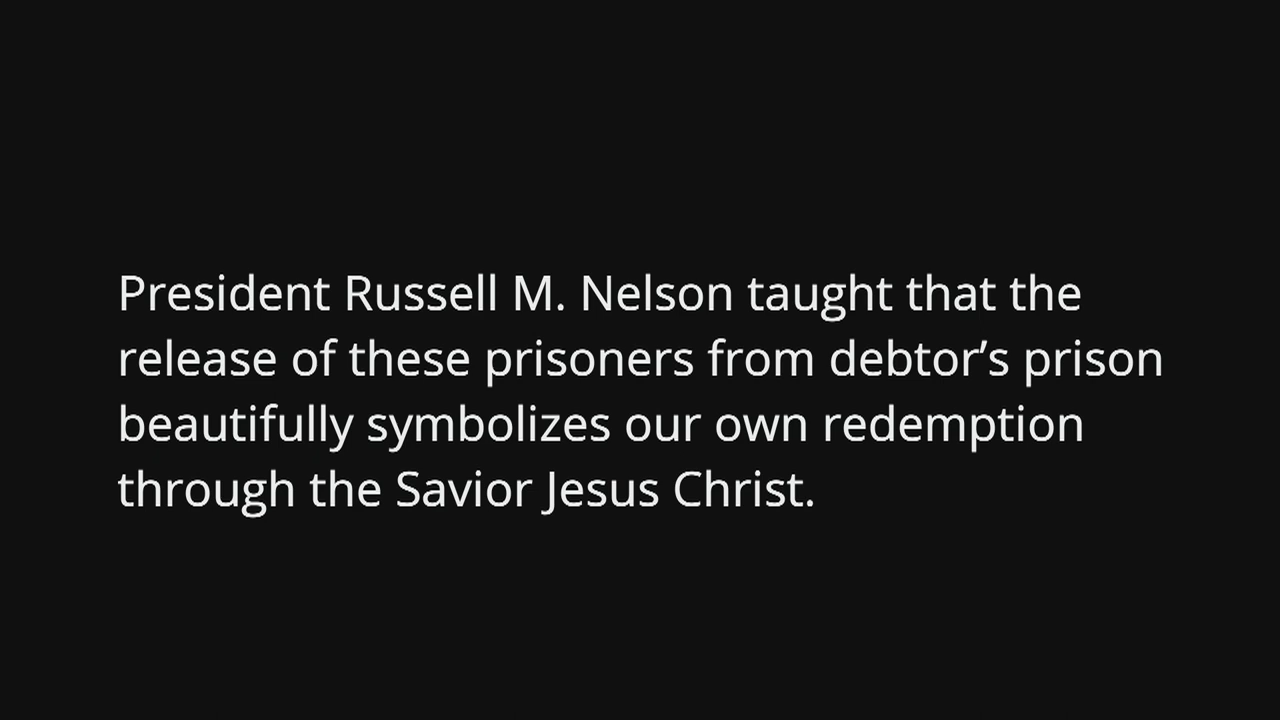 President Russell M. Nelson taught that the
release of these prisoners from debtor’s prison
beautifully symbolizes our own redemption
through the Savior Jesus Christ.